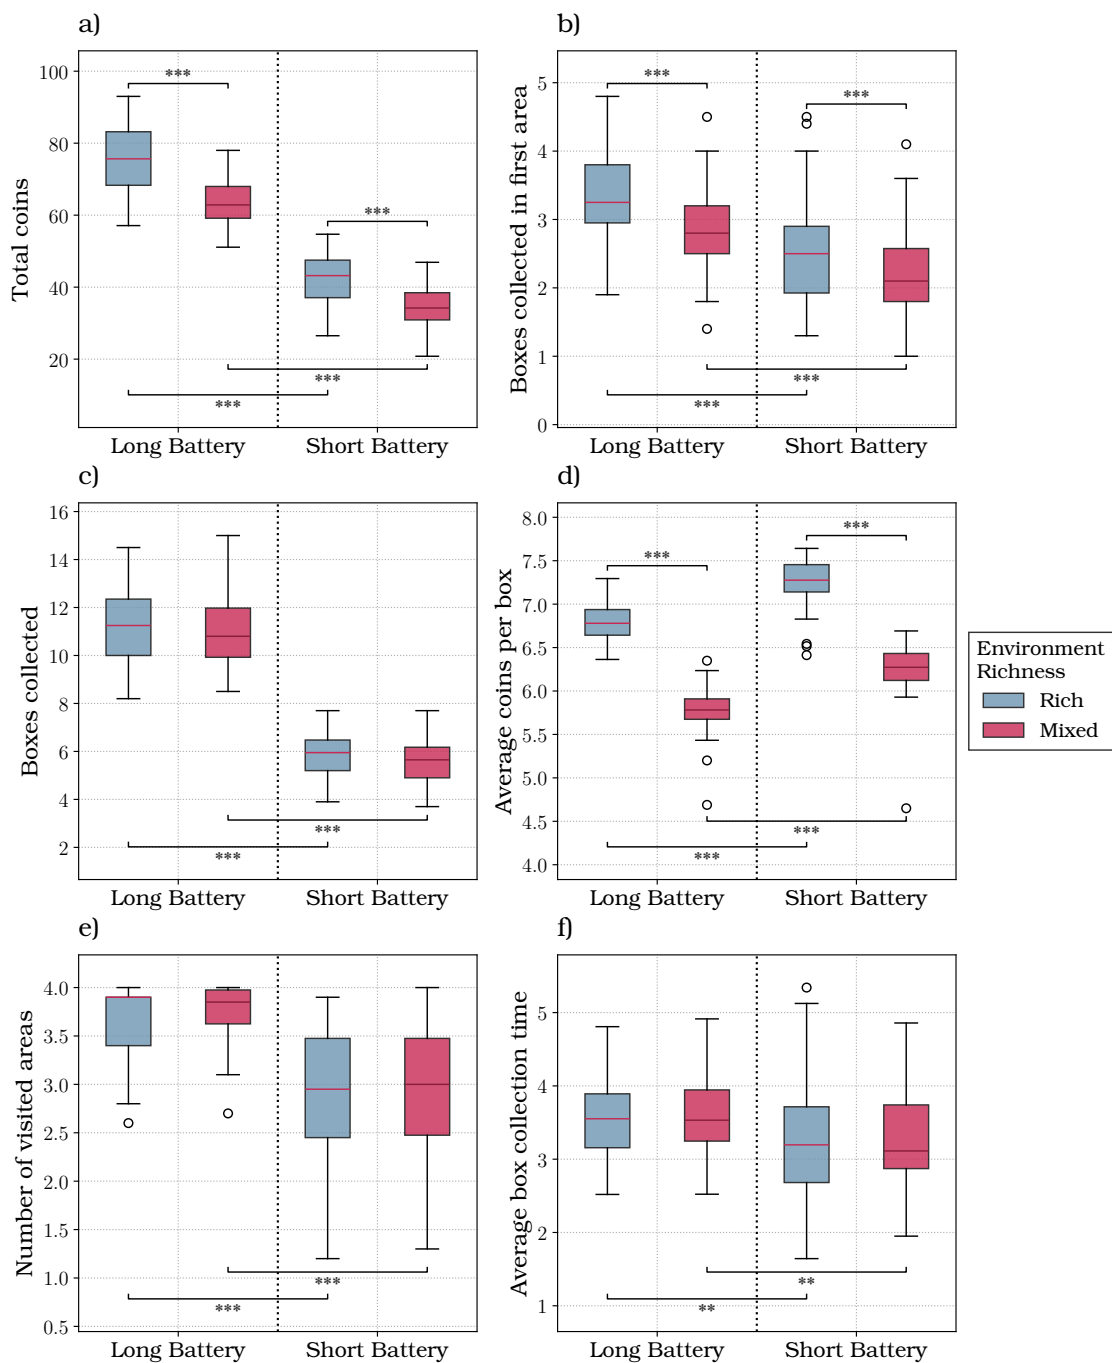 a)
Total coins
100
80
60
40
20
***
***
***
***
Long Battery
Short Battery
b)
Boxes collected in first area
5
4
3
2
1
0
***
***
***
***
Long Battery
Short Battery
c)
Boxes collected
16
14
12
10
8
6
4
2
***
***
Long Battery
Short Battery
d)
Average coins per box
8.0
7.5
7.0
6.5
6.0
5.5
5.0
4.5
4.0
***
***
***
***
Long Battery
Short Battery
Environment
Richness
Rich
Mixed
e)
Number of visited areas
4.0
3.5
3.0
2.5
2.0
1.5
1.0
0.5
***
***
Long Battery
Short Battery
f)
Average box collection time
5
4
3
2
1
**
**
Long Battery
Short Battery